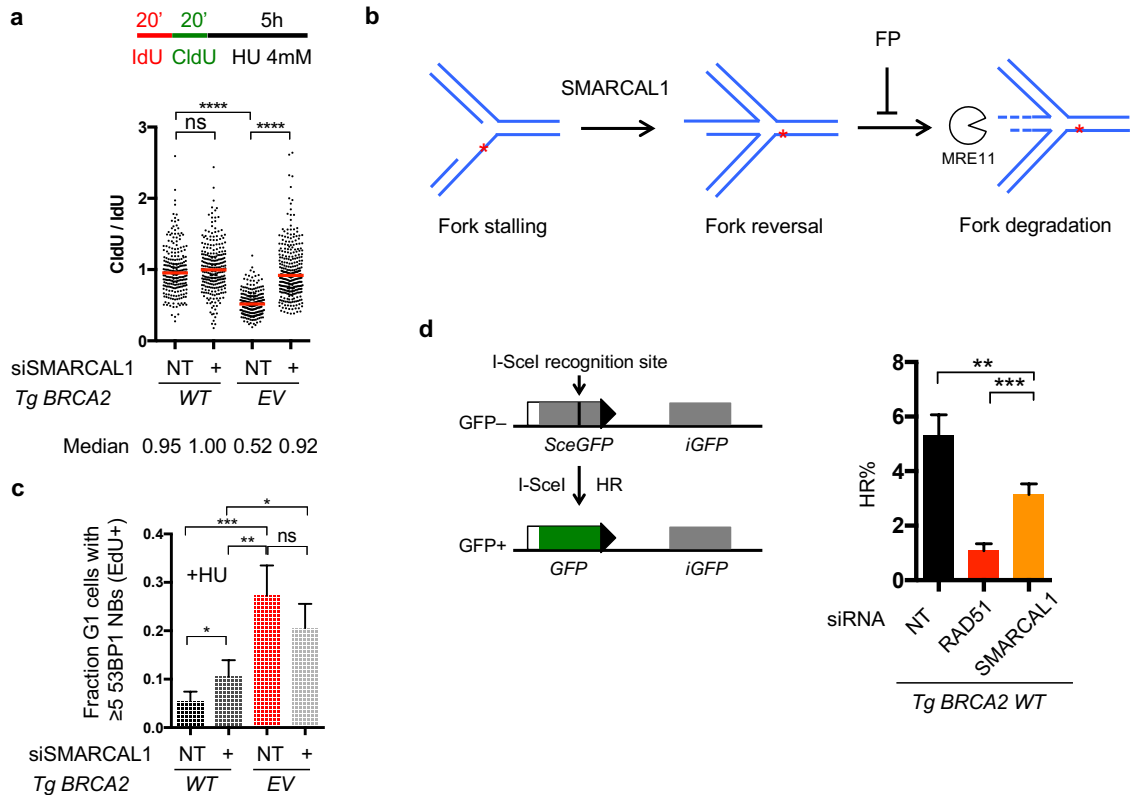 a
20' 20' 5h
IdU CldU HU 4mM
****
ns ****
CldU / IdU
3
2
1
0
siSMARCAL1 NT + NT +
Tg BRCA2 WT EV
Median 0.95 1.00 0.52 0.92
b
FP
SMARCAL1
*
*
*
MRE11
Fork stalling Fork reversal Fork degradation
c
*
*** ns
**
+HU
*
Fraction G1 cells with
≥5 53BP1 NBs (EdU+)
0.4
0.3
0.2
0.1
0.0
siSMARCAL1 NT + NT +
Tg BRCA2 WT EV
d
I-SceI recognition site
GFP–
SceGFP iGFP
I-SceI HR
GFP+
GFP iGFP
**
***
HR%
8
6
4
2
0
siRNA NT RAD51 SMARCAL1
Tg BRCA2 WT